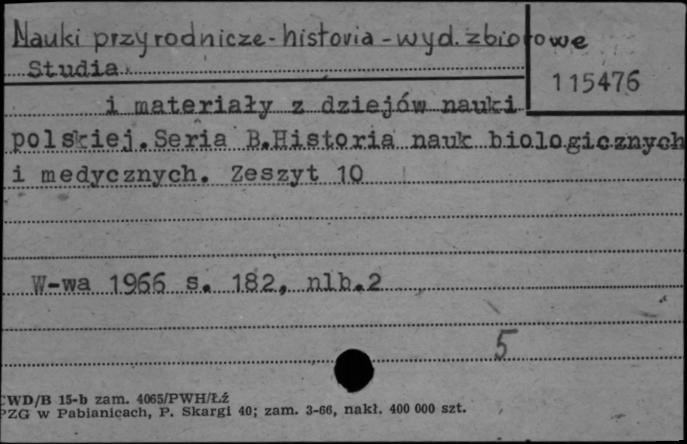 Nauki przyrodnicze - historia - wyd. zbiorowe
Studia
115476
i materiały z dziejów nauki
polskiej. Seria B. Historia nauk biologicznych
i medycznych. Zeszyt 10
W-wa 1966 s. 182, nlb. 2
5
CWD/B 15-b zam. 4065/PWH/Łź
PZG w Pabianicach, P. Skargi 40; zam. 3-66, nakł. 400 000 szt.